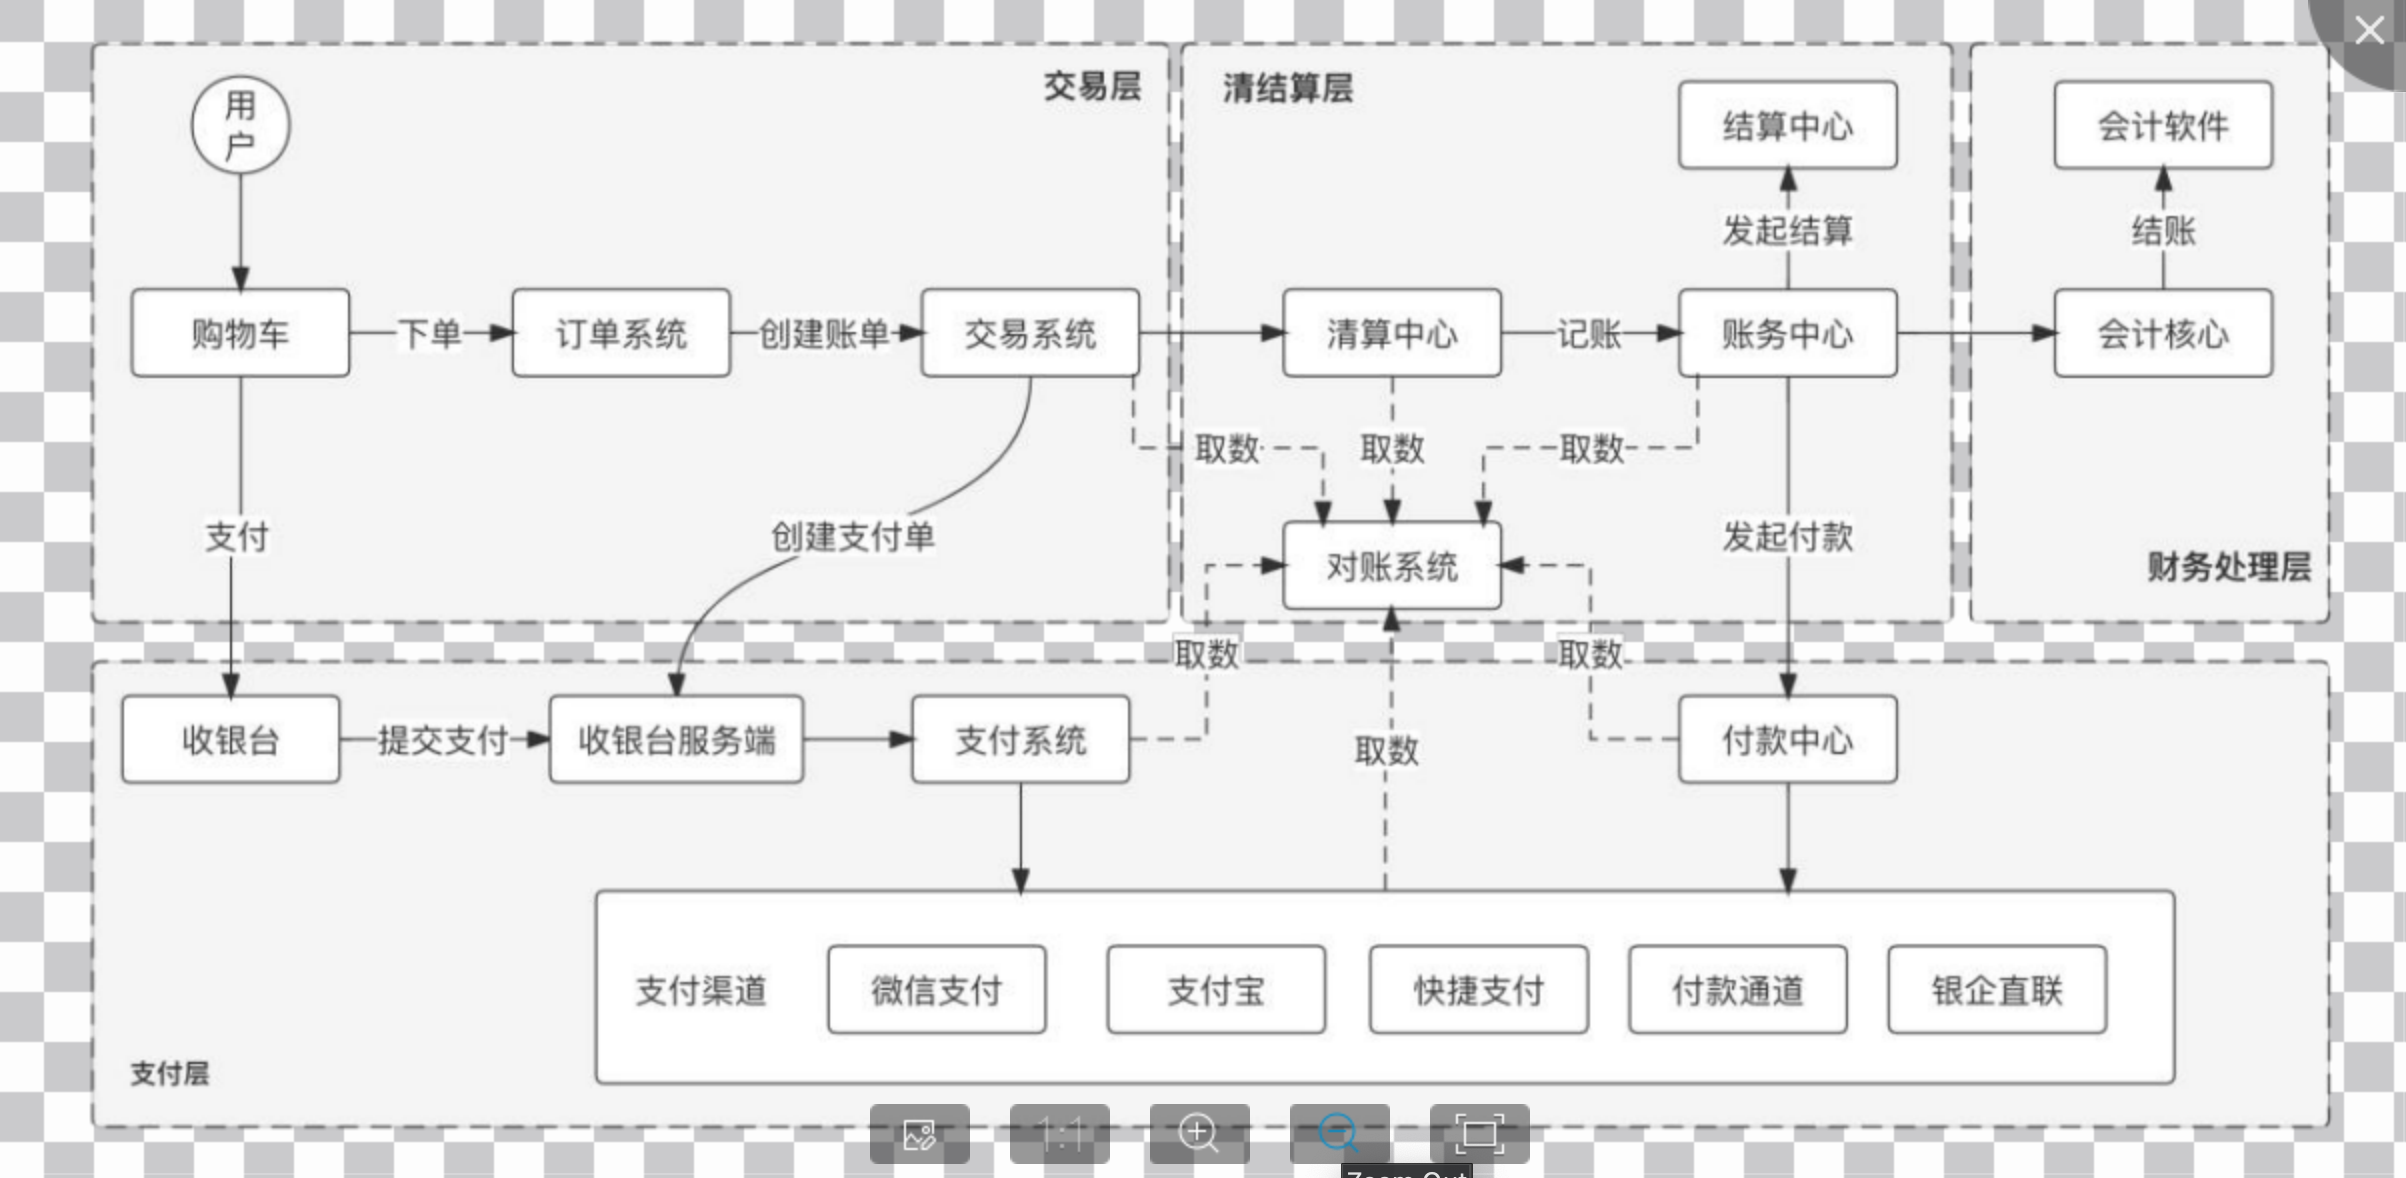 用
户
交易层
清结算层
结算中心
会计软件
发起结算
结账
购物车
下单
订单系统
创建账单
交易系统
清算中心
记账
账务中心
会计核心
取数
取数
取数
支付
创建支付单
对账系统
发起付款
财务处理层
取数
取数
收银台
提交支付
收银台服务端
支付系统
取数
付款中心
支付渠道
微信支付
支付宝
快捷支付
付款通道
银企直联
支付层
1:1
Zoom Out